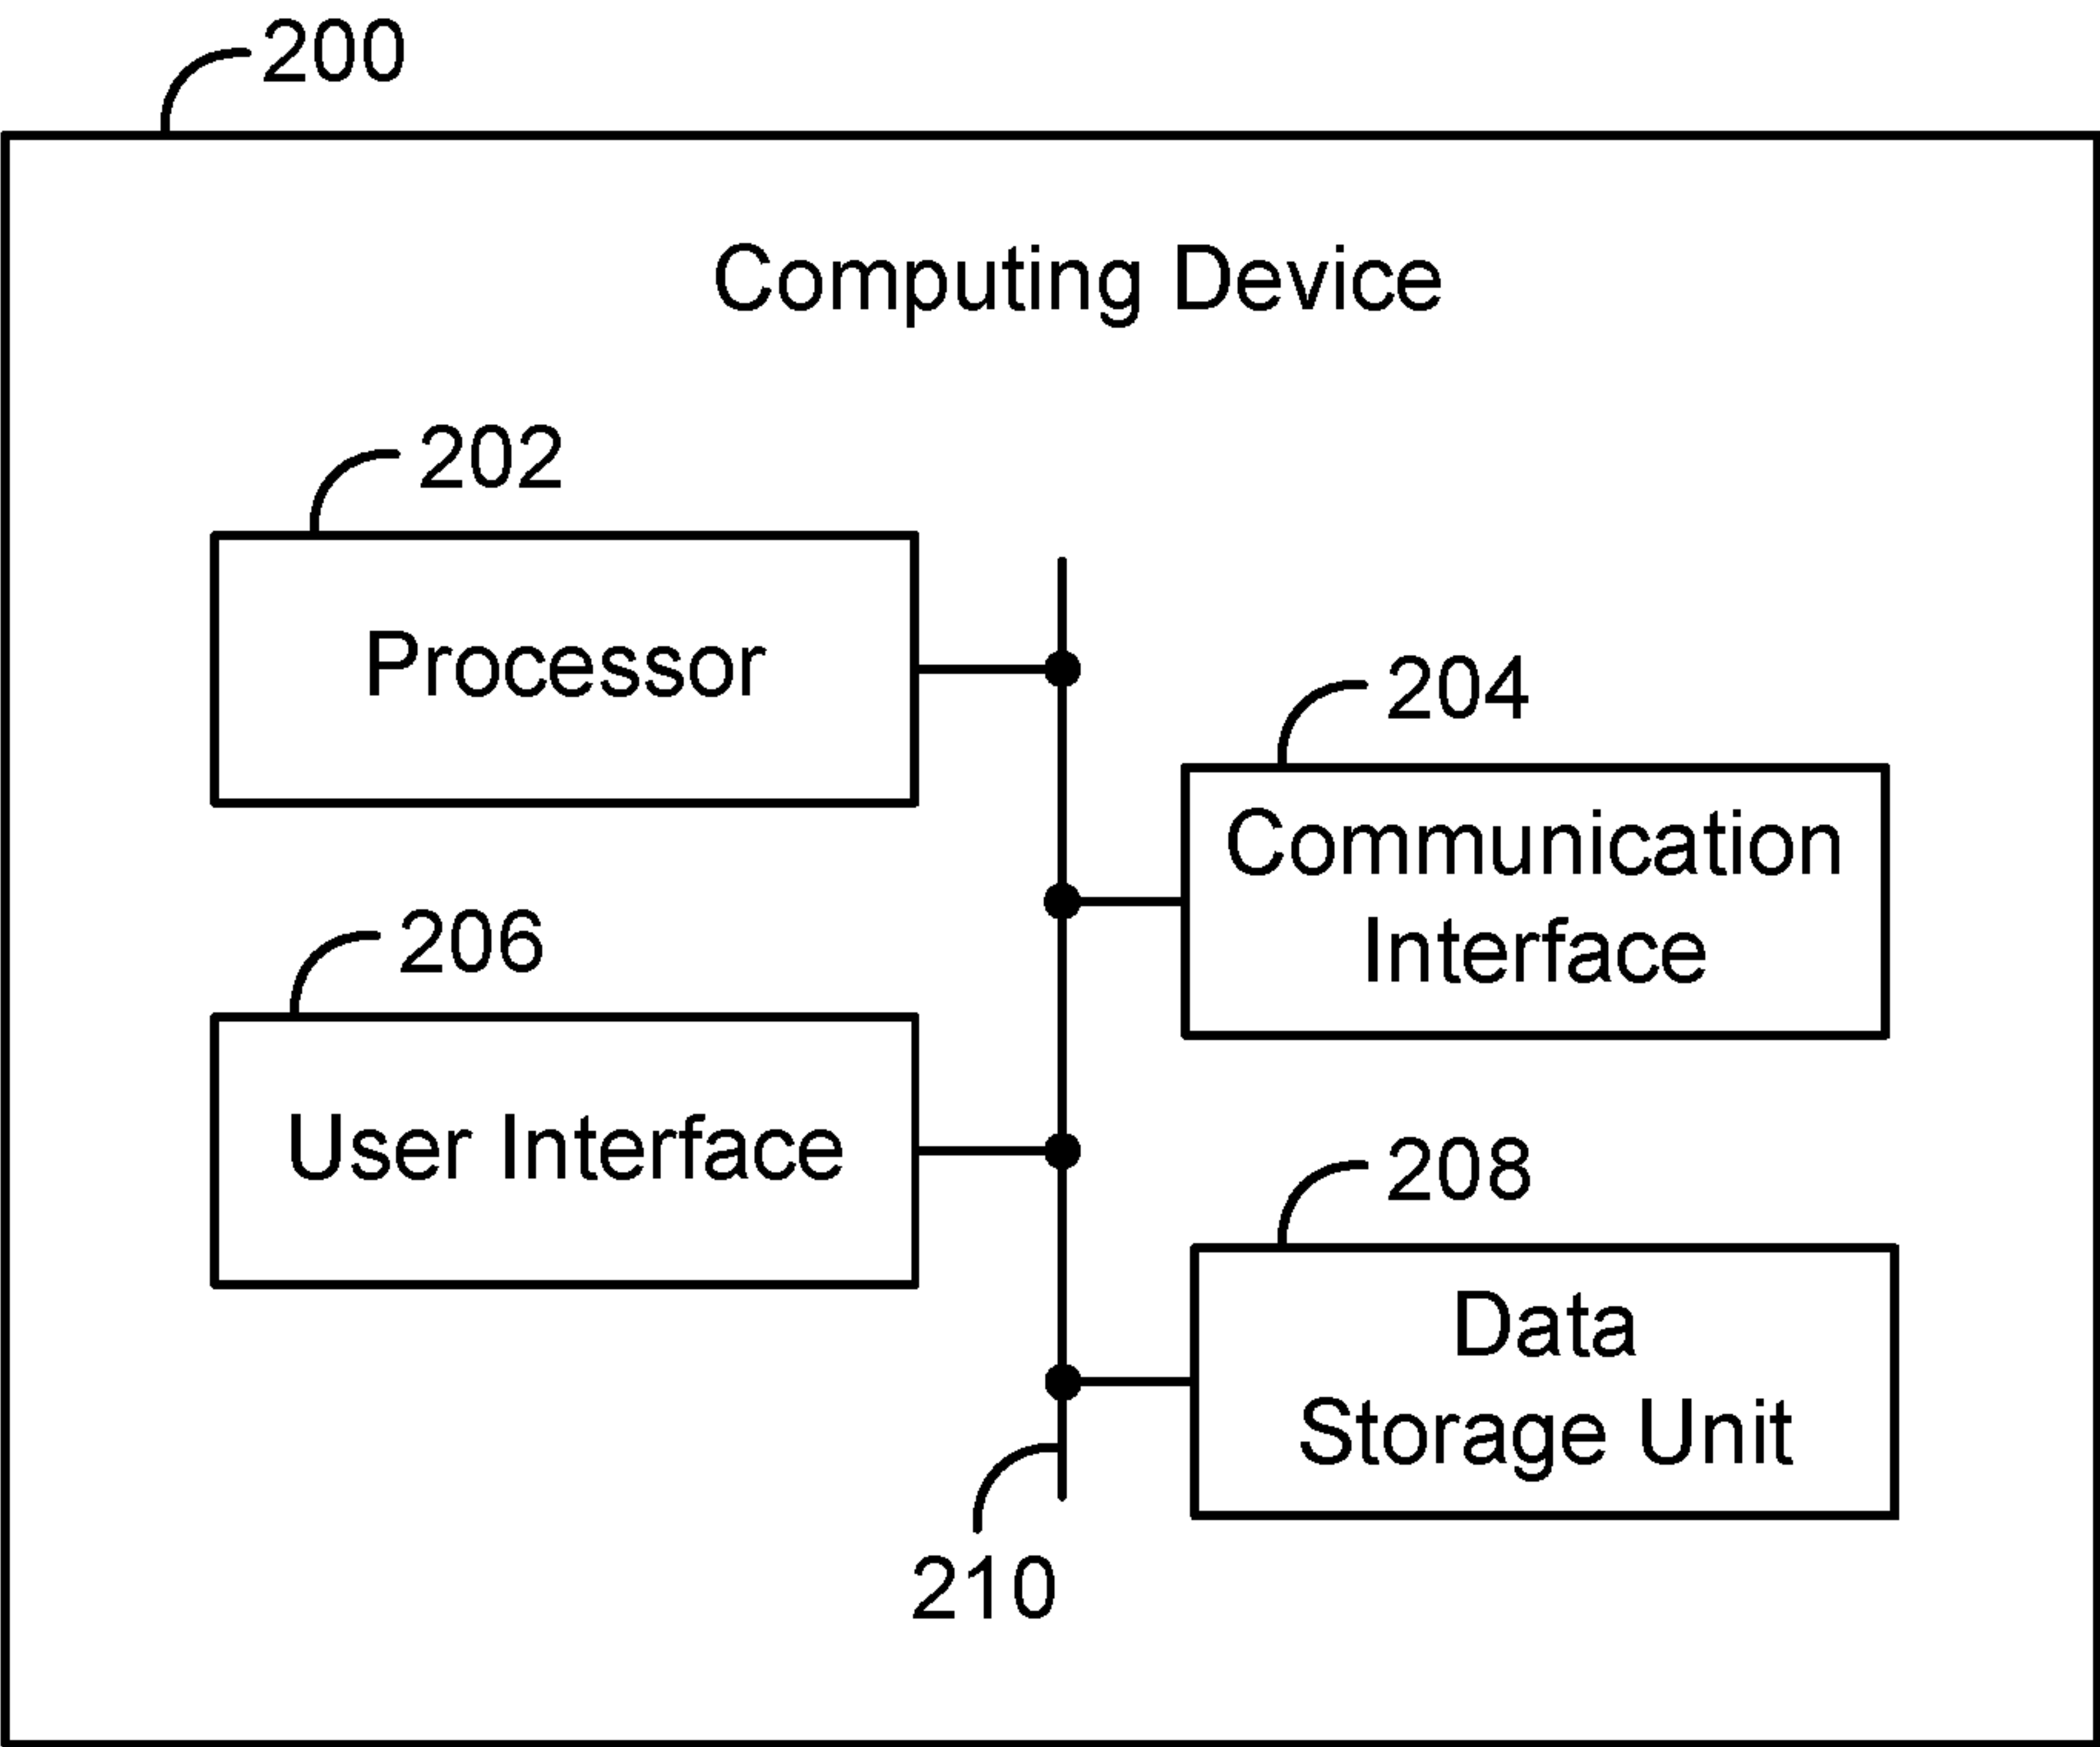 200
Computing Device
202
Processor
204
Communication
Interface
206
User Interface
208
Data
Storage Unit
210